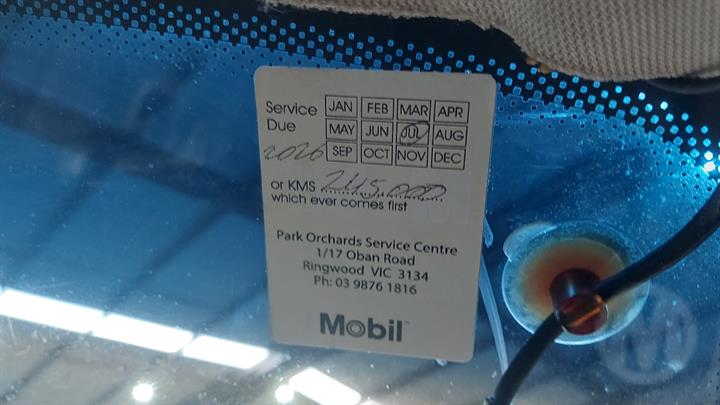 Service Due
JAN FEB MAR APR
MAY JUN JUL AUG
2026 SEP OCT NOV DEC
or KMS 245,000
which ever comes first
Park Orchards Service Centre
1/17 Oban Road
Ringwood VIC 3134
Ph: 03 9876 1816
Mobil